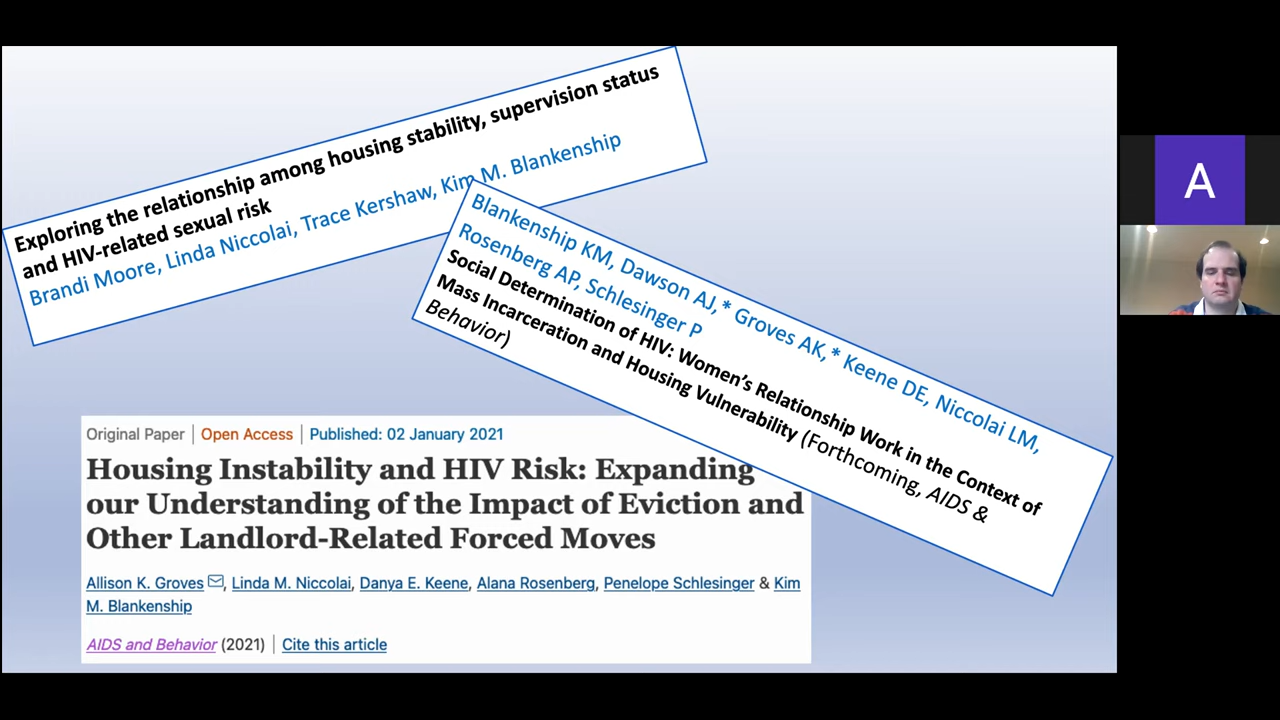 Exploring the relationship among housing stability, supervision status
and HIV-related sexual risk
Brandi Moore, Linda Niccolai, Trace Kershaw, Kim M. Blankenship
Blankenship KM, Dawson AJ, * Groves AK, * Keene DE, Niccolai LM,
Rosenberg AP, Schlesinger P
Social Determination of HIV: Women's Relationship Work in the Context of
Mass Incarceration and Housing Vulnerability (Forthcoming, AIDS &
Behavior)
Original Paper | Open Access | Published: 02 January 2021
Housing Instability and HIV Risk: Expanding
our Understanding of the Impact of Eviction and
Other Landlord-Related Forced Moves
Allison K. Groves, Linda M. Niccolai, Danya E. Keene, Alana Rosenberg, Penelope Schlesinger & Kim
M. Blankenship
AIDS and Behavior (2021) | Cite this article
A